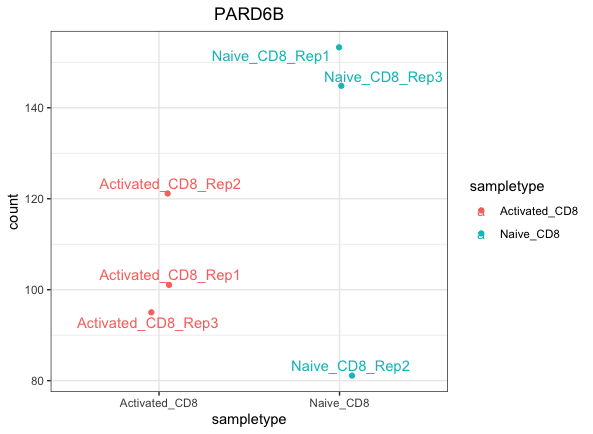 PARD6B
Naive_CD8_Rep1
Naive_CD8_Rep3
140
Activated_CD8_Rep2
120
count
sampletype
a Activated_CD8
a Naive_CD8
Activated_CD8_Rep1
100
Activated_CD8_Rep3
Naive_CD8_Rep2
80
Activated_CD8 Naive_CD8
sampletype